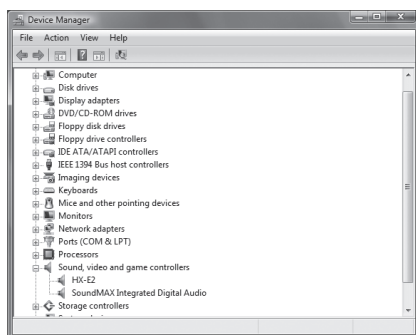 Device Manager
File Action View Help
Computer
Disk drives
Display adapters
DVD/CD-ROM drives
Floppy disk drives
Floppy drive controllers
IDE ATA/ATAPI controllers
IEEE 1394 Bus host controllers
Imaging devices
Keyboards
Mice and other pointing devices
Monitors
Network adapters
Ports (COM & LPT)
Processors
Sound, video and game controllers
HX-E2
SoundMAX Integrated Digital Audio
Storage controllers